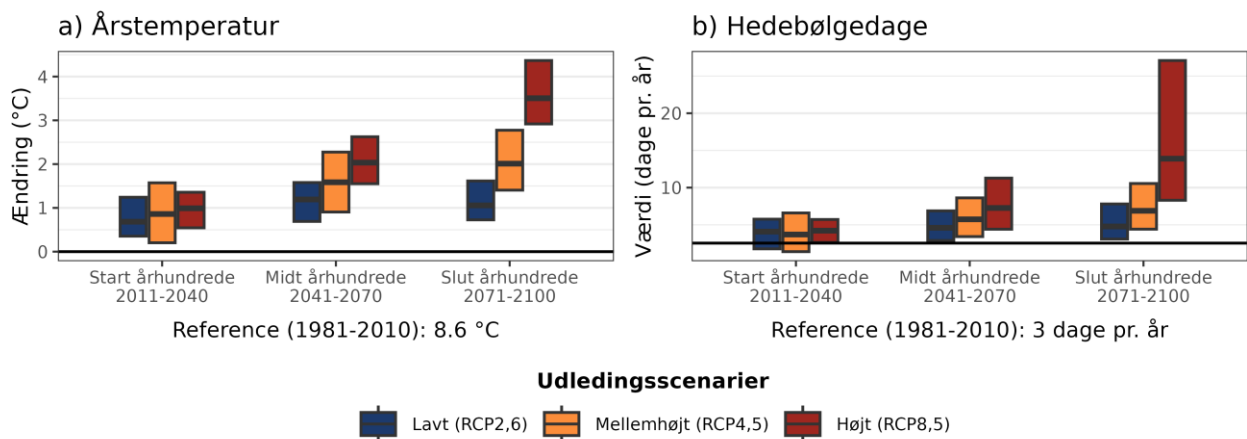 a) Årstemperatur
Ændring (°C)
4
3
2
1
0
Start århundrede
2011-2040
Midt århundrede
2041-2070
Slut århundrede
2071-2100
Reference (1981-2010): 8.6 °C
b) Hedebølgedage
Værdi (dage pr. år)
20
10
Start århundrede
2011-2040
Midt århundrede
2041-2070
Slut århundrede
2071-2100
Reference (1981-2010): 3 dage pr. år
Udledingsscenarier
Lavt (RCP2,6)
Mellemhøjt (RCP4,5)
Højt (RCP8,5)